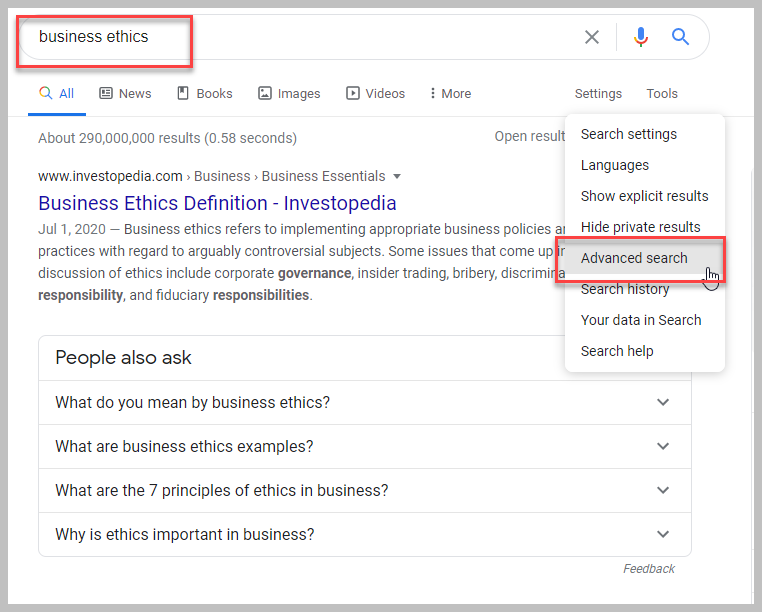 business ethics
All News Books Images Videos More Settings Tools
About 290,000,000 results (0.58 seconds)
Open result
www.investopedia.com › Business › Business Essentials
Business Ethics Definition - Investopedia
Jul 1, 2020 — Business ethics refers to implementing appropriate business policies
practices with regard to arguably controversial subjects. Some issues that come up
discussion of ethics include corporate governance, insider trading, bribery,
responsibility, and fiduciary responsibilities.
Search settings
Languages
Show explicit results
Hide private results
Advanced search
Search history
Your data in Search
Search help
People also ask
What do you mean by business ethics?
What are business ethics examples?
What are the 7 principles of ethics in business?
Why is ethics important in business?
Feedback